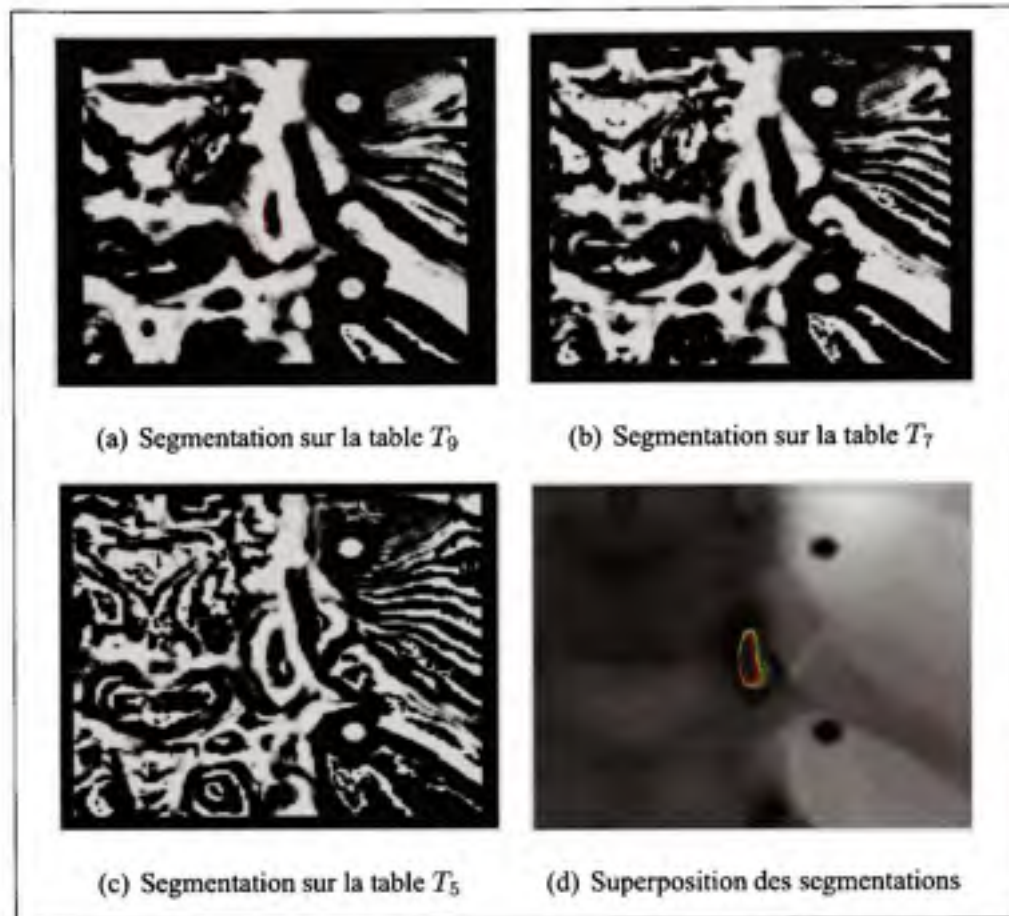 (a) Segmentation sur la table T₉
(b) Segmentation sur la table T₇
(c) Segmentation sur la table T₅
(d) Superposition des segmentations